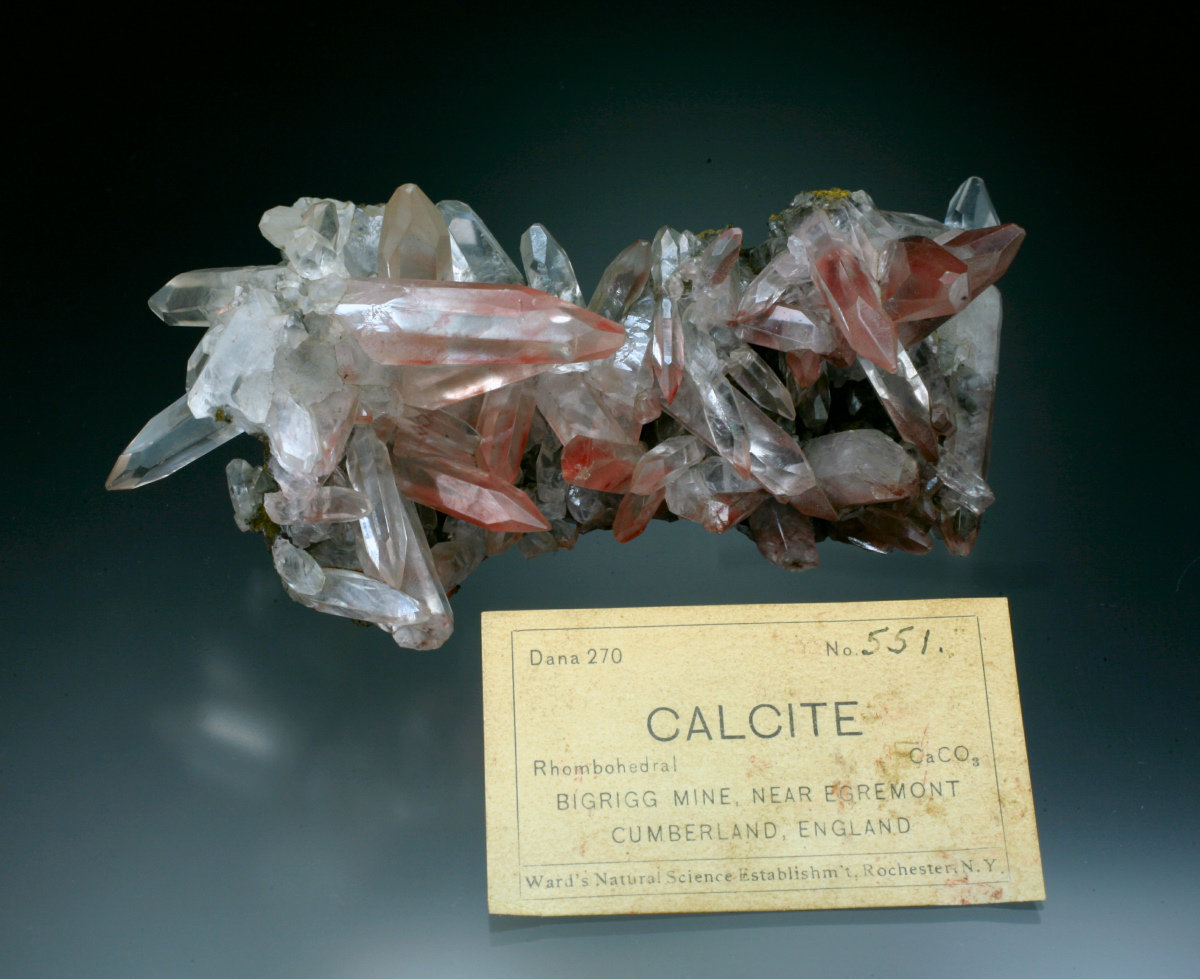 Dana 270 No. 551.
CALCITE
Rhombohedral CaCO₃
BIGRIGG MINE, NEAR EGREMONT
CUMBERLAND, ENGLAND
Ward's Natural Science Establishm't, Rochester, N.Y.